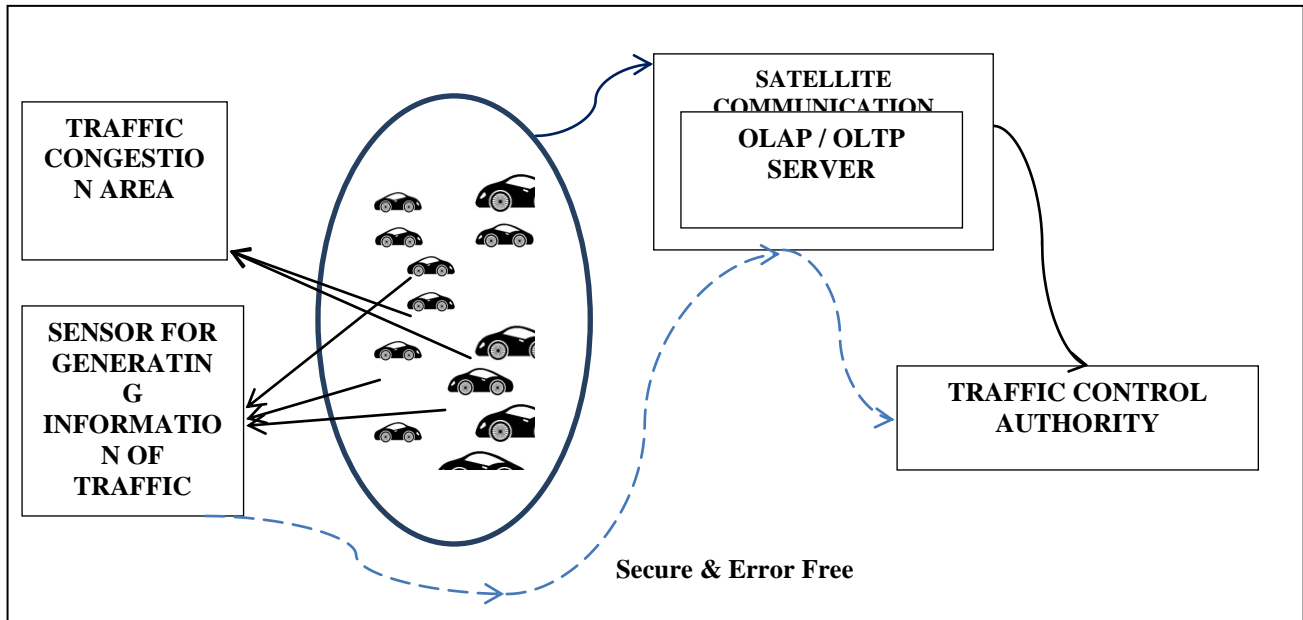 TRAFFIC
CONGESTIO
N AREA
SENSOR FOR
GENERATIN
G
INFORMATIO
N OF
TRAFFIC
SATELLITE
COMMUNICATION
OLAP / OLTP
SERVER
TRAFFIC CONTROL
AUTHORITY
Secure & Error Free